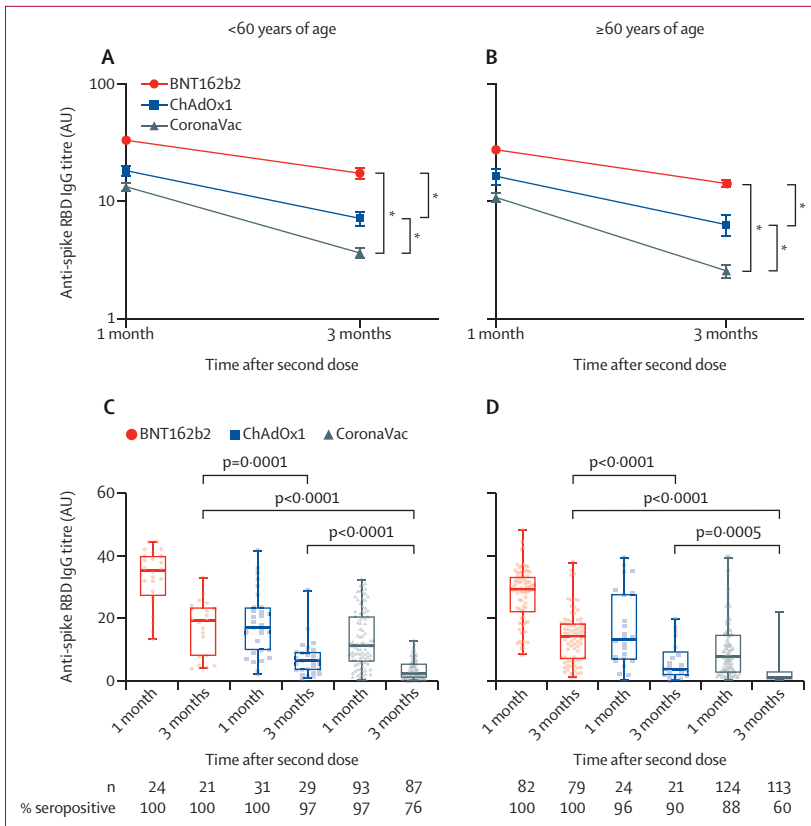 <60 years of age
≥60 years of age
A
B
BNT162b2
ChAdOx1
CoronaVac
Anti-spike RBD IgG titre (AU)
100
10
1
*
*
*
*
*
*
1 month
3 months
1 month
3 months
Time after second dose
Time after second dose
C
D
BNT162b2 ChAdOx1 CoronaVac
p=0·0001
p<0·0001
p<0·0001
p<0·0001
p<0·0001
p=0·0005
Anti-spike RBD IgG titre (AU)
60
40
20
0
1 month
3 months
1 month
3 months
1 month
3 months
1 month
3 months
1 month
3 months
1 month
3 months
Time after second dose
Time after second dose
n 24 21 31 29 93 87 82 79 24 21 124 113
% seropositive 100 100 100 97 97 76 100 100 96 90 88 60